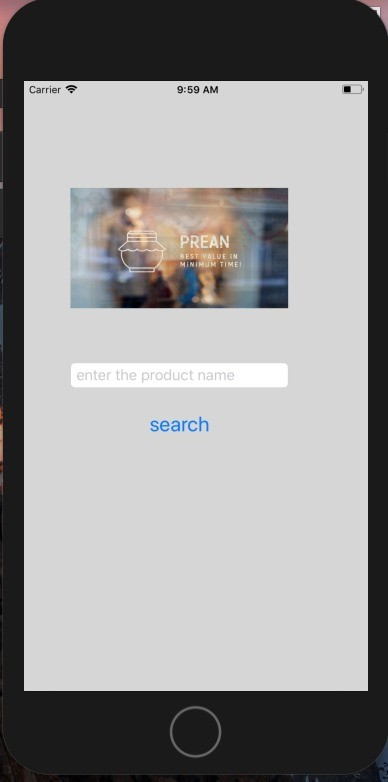 Carrier
9:59 AM
PREAN
BEST VALUE IN
MINIMUM TIME!
enter the product name
search